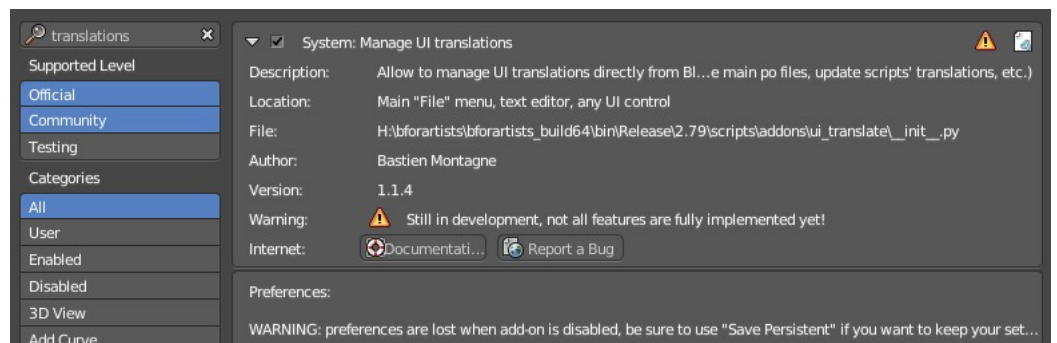 translations
Supported Level
Official
Community
Testing
Categories
All
User
Enabled
Disabled
3D View
Add Curve
System: Manage UI translations
Description: Allow to manage UI translations directly from Bl...e main po files, update scripts' translations, etc.)
Location: Main "File" menu, text editor, any UI control
File: H:\bforartists\bforartists_build64\bin\Release\2.79\scripts\addons\ui_translate\__init__.py
Author: Bastien Montagne
Version: 1.1.4
Warning: Still in development, not all features are fully implemented yet!
Internet: Documentati... Report a Bug
Preferences:
WARNING: preferences are lost when add-on is disabled, be sure to use "Save Persistent" if you want to keep your set...